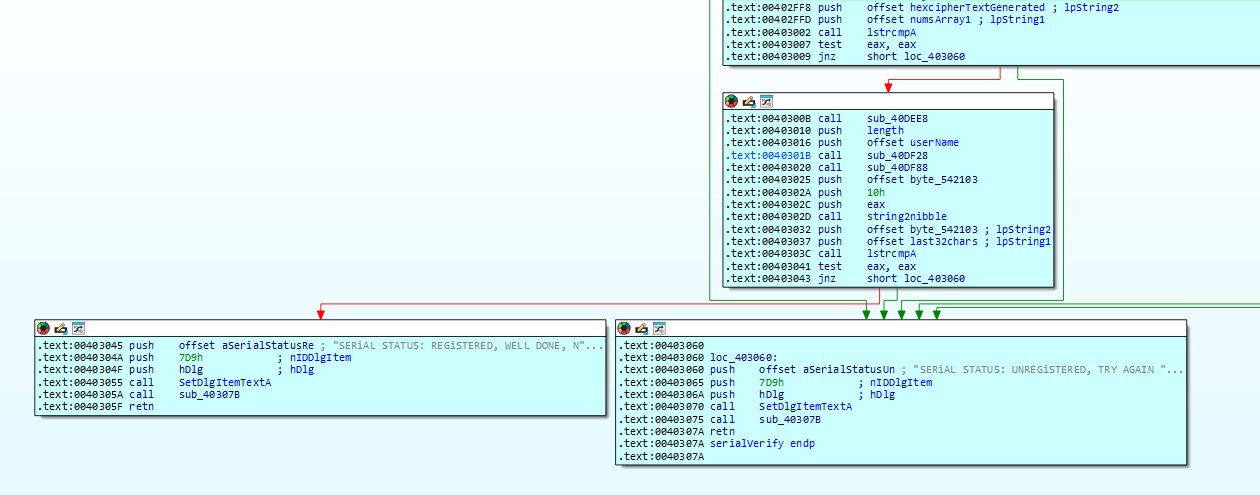 .text:00402FF8 push    offset hexcipherTextGenerated ; lpString2
.text:00402FFD push    offset numsArray1 ; lpString1
.text:00403002 call    lstrcmpA
.text:00403007 test    eax, eax
.text:00403009 jnz     short loc_403060
.text:0040300B call    sub_40DEE8
.text:00403010 push    length
.text:00403016 push    offset userName
.text:0040301B call    sub_40DF28
.text:00403020 call    sub_40DF88
.text:00403025 push    offset byte_542103
.text:0040302A push    10h
.text:0040302C push    eax
.text:0040302D call    string2nibble
.text:00403032 push    offset byte_542103 ; lpString2
.text:00403037 push    offset last32chars ; lpString1
.text:0040303C call    lstrcmpA
.text:00403041 test    eax, eax
.text:00403043 jnz     short loc_403060
.text:00403045 push    offset aSerialStatusRe ; "SERiAL STATUS: REGiSTERED, WELL DONE, N"...
.text:0040304A push    7D9h            ; nIDDlgItem
.text:0040304F push    hDlg            ; hDlg
.text:00403055 call    SetDlgItemTextA
.text:0040305A call    sub_40307B
.text:0040305F retn
.text:00403060
.text:00403060 loc_403060:
.text:00403060 push    offset aSerialStatusUn ; "SERiAL STATUS: UNREGiSTERED, TRY AGAIN "...
.text:00403065 push    7D9h            ; nIDDlgItem
.text:0040306A push    hDlg            ; hDlg
.text:00403070 call    SetDlgItemTextA
.text:00403075 call    sub_40307B
.text:0040307A retn
.text:0040307A serialVerify endp
.text:0040307A